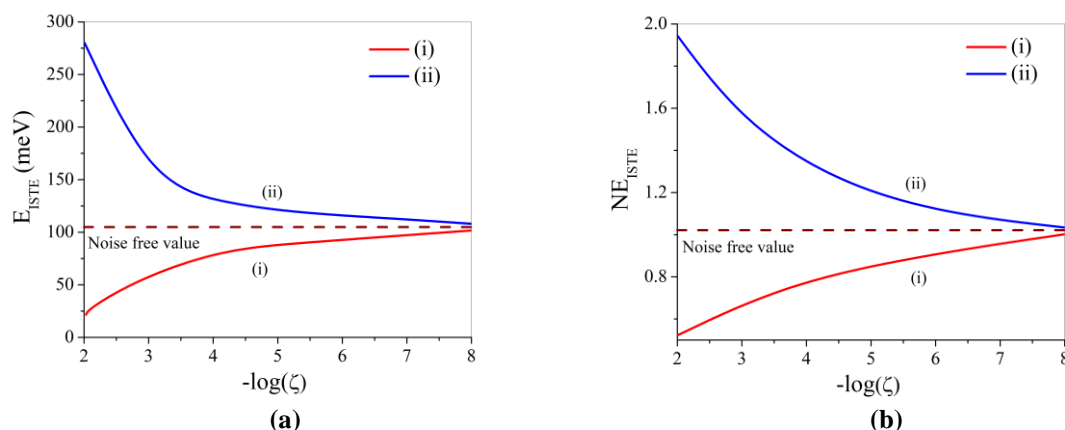 300
250
200
150
100
50
0
E_ISTE (meV)
(i)
(ii)
(ii)
Noise free value
(i)
2 3 4 5 6 7 8
-log(ζ)
(a)
2.0
1.6
1.2
0.8
NE_ISTE
(i)
(ii)
(ii)
Noise free value
(i)
2 3 4 5 6 7 8
-log(ζ)
(b)